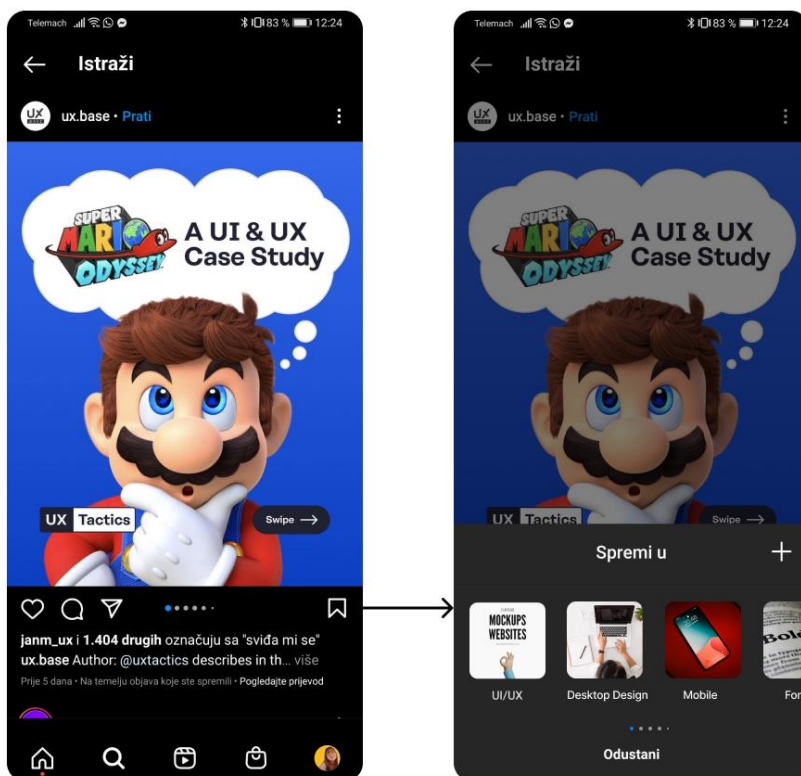 Telemach 83 % 12:24
Istraži
ux.base • Prati
SUPER
MARIO
ODYSSEY
A UI & UX
Case Study
UX Tactics
Swipe
janm_ux i 1.404 drugih označuju sa "sviđa mi se"
ux.base Author: @uxtactics describes in th... više
Prije 5 dana • Na temelju objava koje ste spremili • Pogledajte prijevod
Telemach 83 % 12:24
Istraži
ux.base • Prati
SUPER
MARIO
ODYSSEY
A UI & UX
Case Study
UX Tactics
Swipe
Spremi u
MOCKUPS
WEBSITES
Bold
UI/UX
Desktop Design
Mobile
For
Odustani